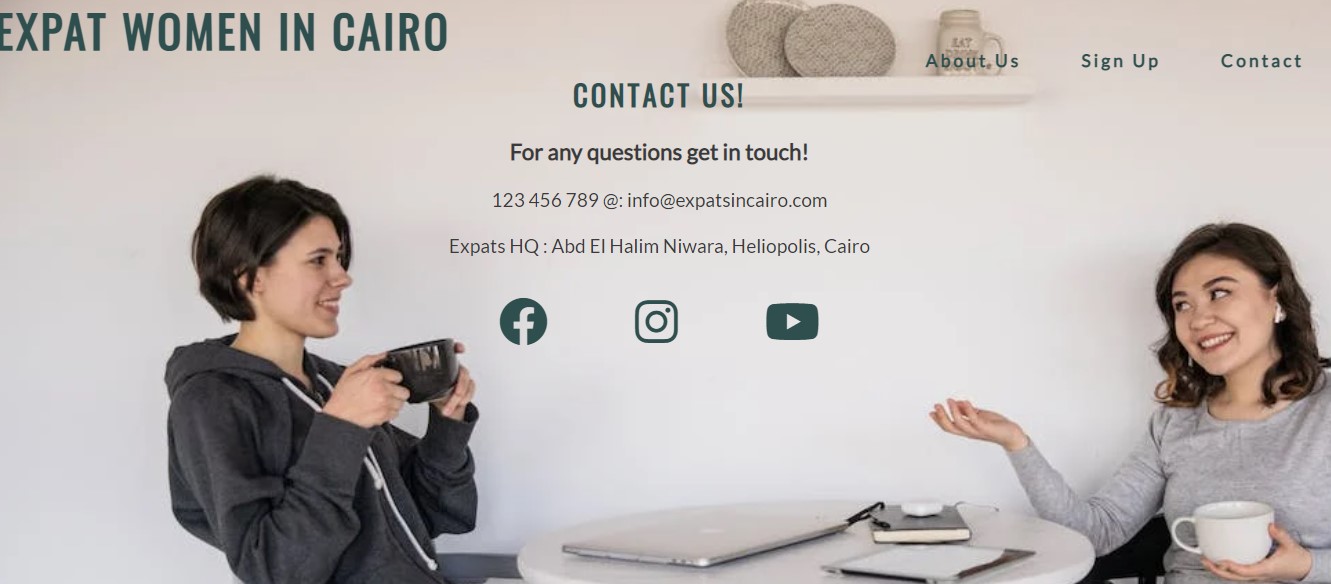 EXPAT WOMEN IN CAIRO
About Us Sign Up Contact
CONTACT US!
For any questions get in touch!
123 456 789 @: info@expatsincairo.com
Expats HQ : Abd El Halim Niwara, Heliopolis, Cairo
EAT